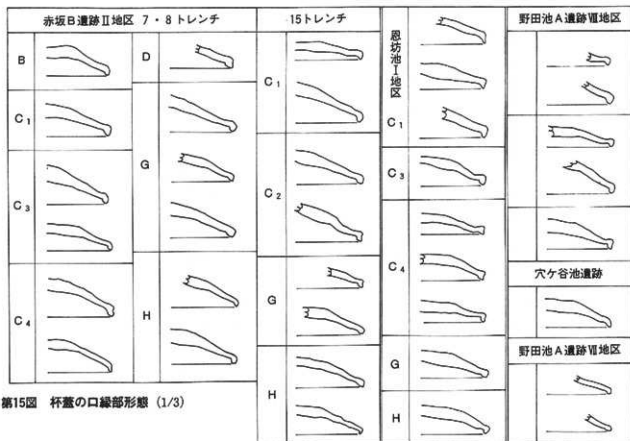 赤坂B遺跡Ⅱ地区 7・8トレンチ
B
C₁
C₃
C₄
D
G
H
15トレンチ
C₁
C₂
G
H
恩坊池Ⅰ地区
C₁
C₃
C₄
G
H
野田池A遺跡Ⅷ地区
穴ケ谷池遺跡
野田池A遺跡Ⅶ地区
第15図 杯蓋の口縁部形態 (1/3)